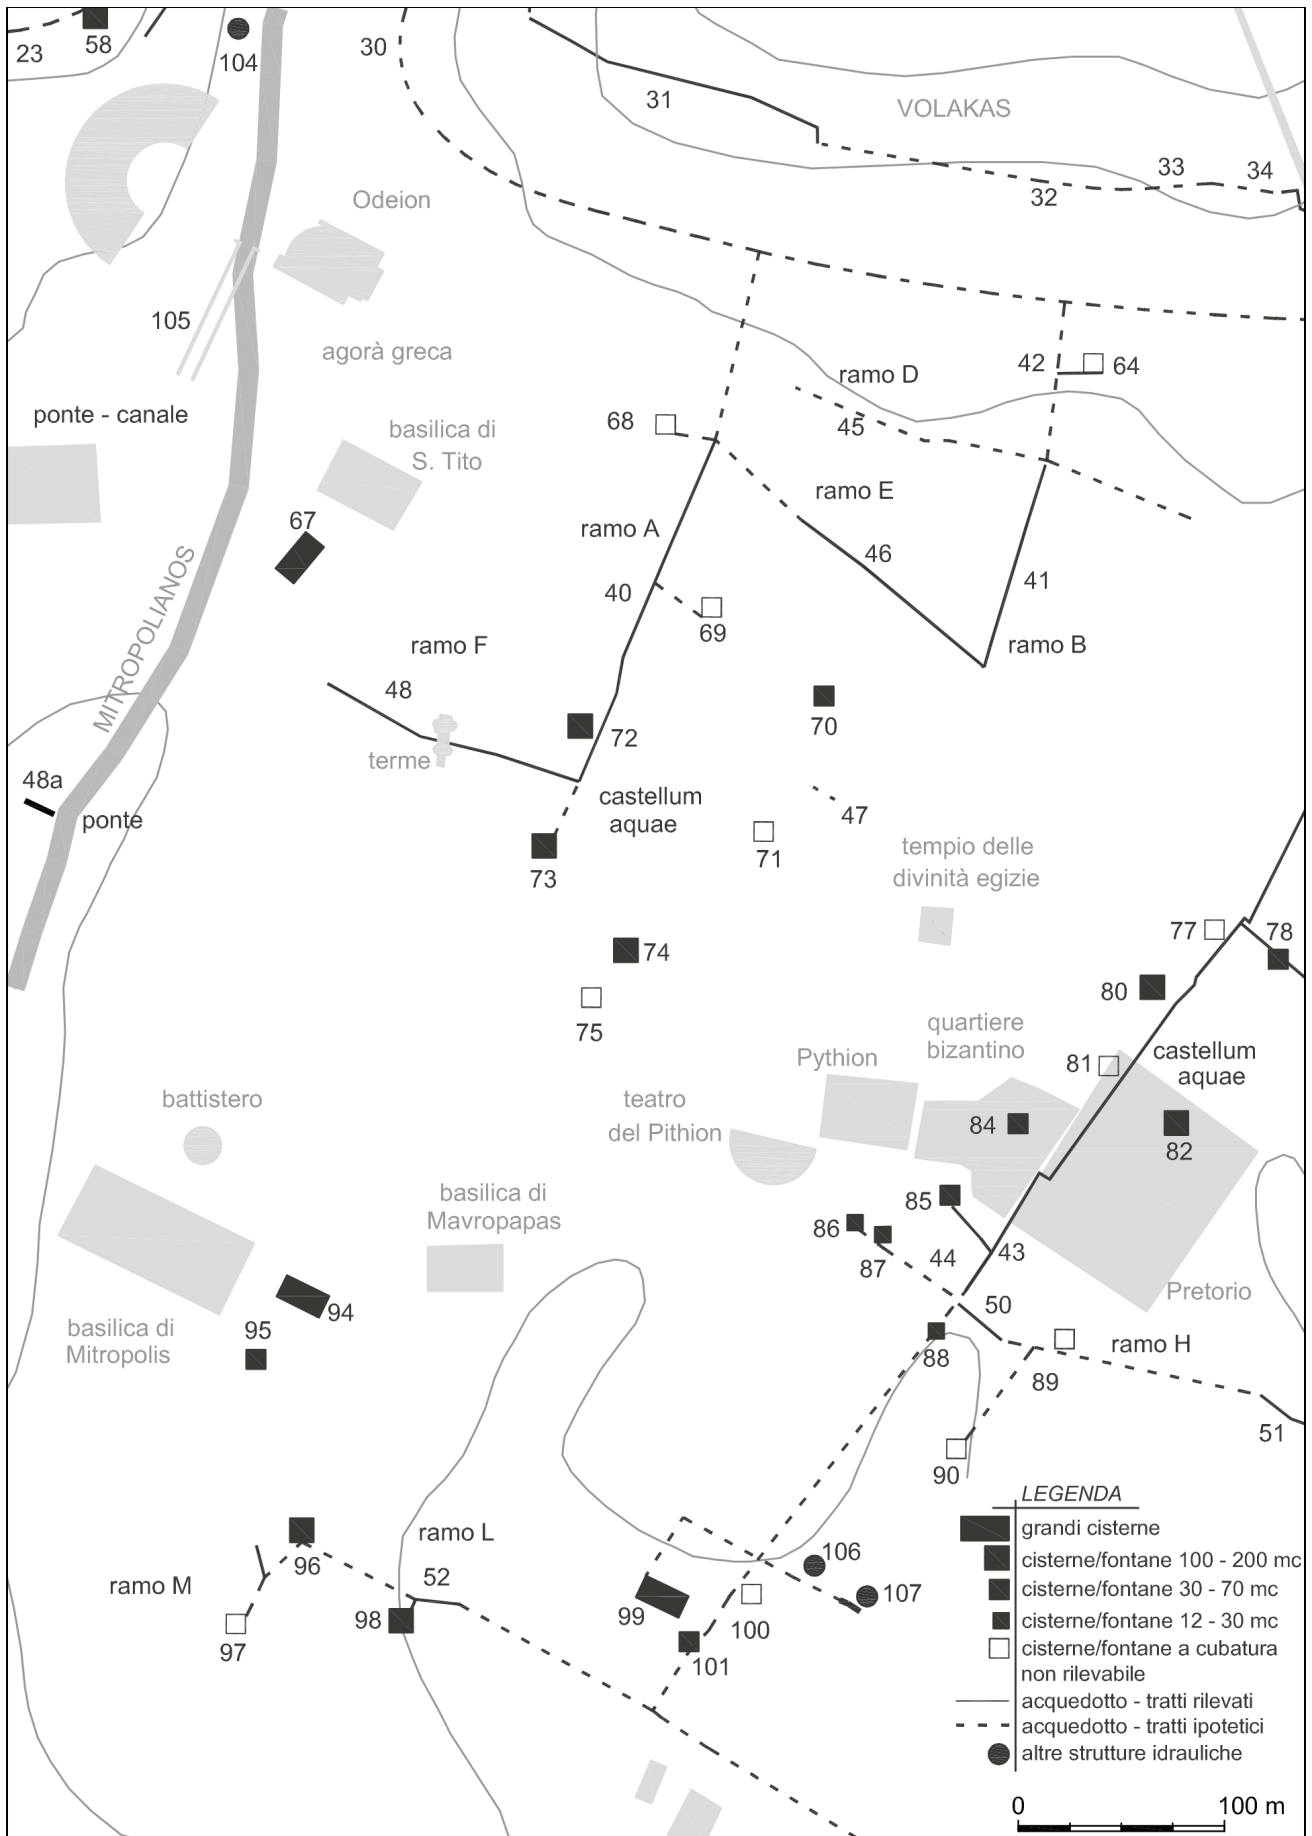 23
58
104
30
31
VOLAKAS
33
34
32
Odeion
105
agorà greca
ramo D
42
64
ponte - canale
68
basilica di
S. Tito
45
ramo E
67
ramo A
46
40
41
69
ramo F
ramo B
MITROPOLIANOS
48
70
72
terme
48a
ponte
castellum
aquae
47
71
73
tempio delle
divinità egizie
77
78
74
80
75
quartiere
bizantino
Pythion
81
castellum
aquae
battistero
teatro
del Pithion
84
82
basilica di
Mavropapas
85
86
87
44
43
Pretorio
94
50
95
basilica di
Mitropolis
88
ramo H
89
51
90
LEGENDA
grandi cisterne
cisterne/fontane 100 - 200 mc
cisterne/fontane 30 - 70 mc
cisterne/fontane 12 - 30 mc
cisterne/fontane a cubatura
non rilevabile
acquedotto - tratti rilevati
acquedotto - tratti ipotetici
altre strutture idrauliche
ramo L
96
106
ramo M
52
107
98
99
100
97
101
0
100 m